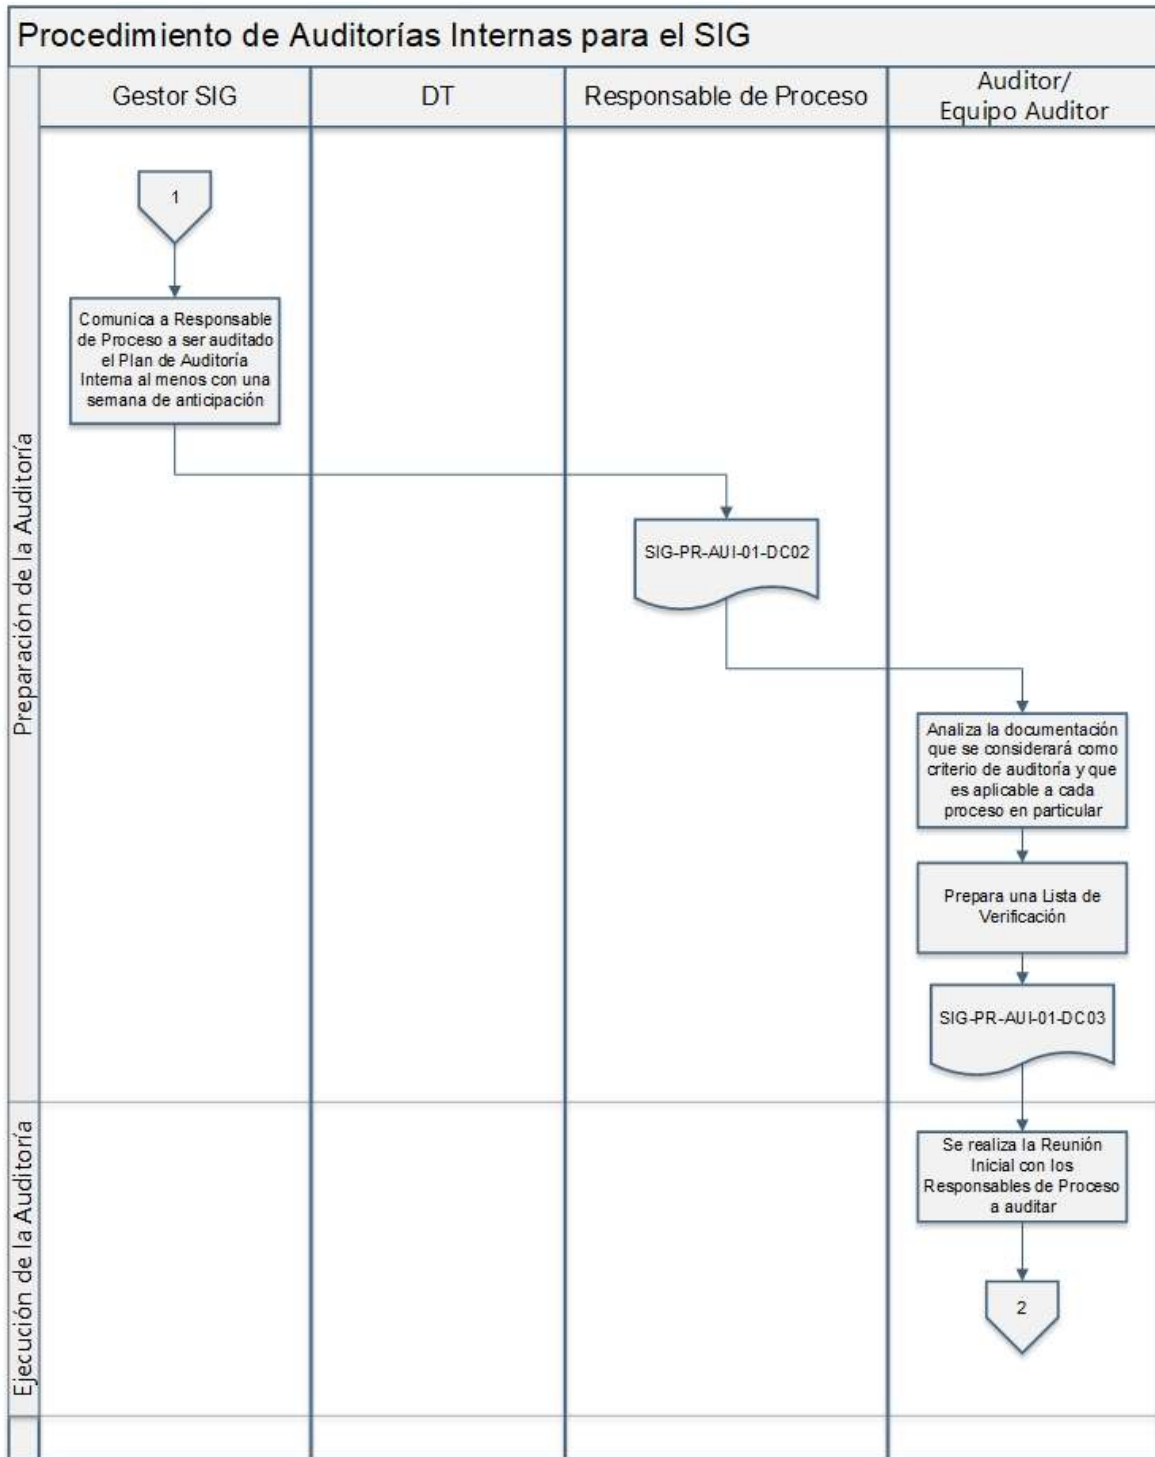 Procedimiento de Auditorías Internas para el SIG
Gestor SIG
DT
Responsable de Proceso
Auditor/
Equipo Auditor
Preparación de la Auditoría
1
Comunica a Responsable
de Proceso a ser auditado
el Plan de Auditoría
Interna al menos con una
semana de anticipación
SIG-PR-AUI-01-DC02
Analiza la documentación
que se considerará como
criterio de auditoría y que
es aplicable a cada
proceso en particular
Prepara una Lista de
Verificación
SIG-PR-AUI-01-DC03
Ejecución de la Auditoría
Se realiza la Reunión
Inicial con los
Responsables de Proceso
a auditar
2